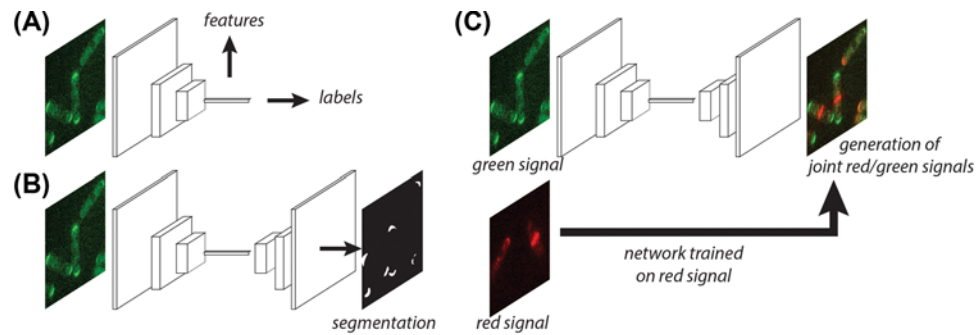 (A)
features
labels
(B)
segmentation
(C)
green signal
generation of
joint red/green signals
network trained
on red signal
red signal